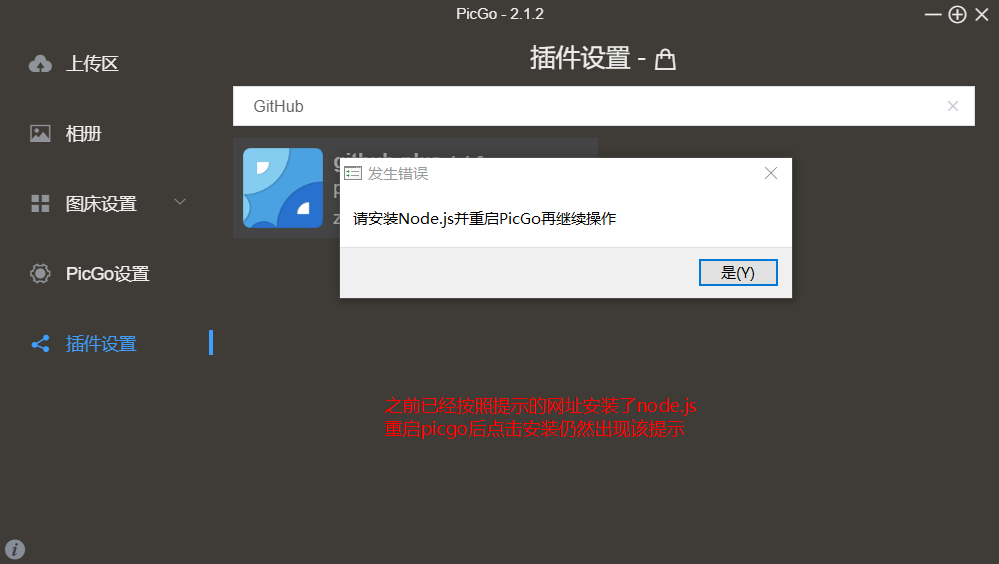 PicGo - 2.1.2
上传区
相册
图床设置
PicGo设置
插件设置
插件设置 -
GitHub
发生错误
请安装Node.js并重启PicGo再继续操作
是(Y)
之前已经按照提示的网址安装了node.js
重启picgo后点击安装仍然出现该提示